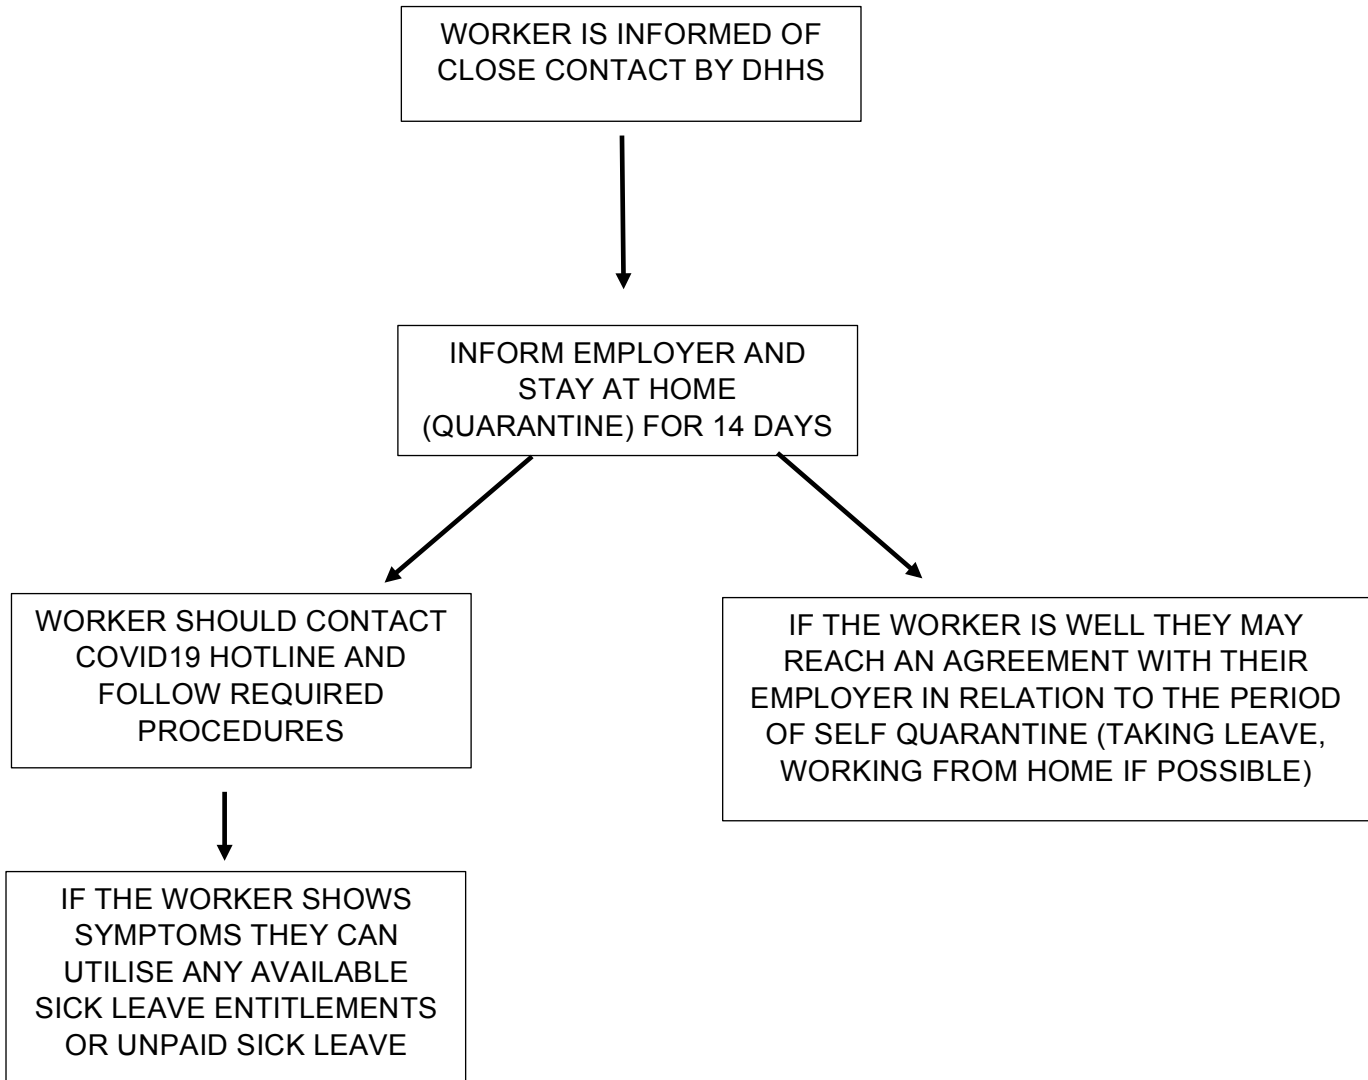 WORKER IS INFORMED OF
CLOSE CONTACT BY DHHS
INFORM EMPLOYER AND
STAY AT HOME
(QUARANTINE) FOR 14 DAYS
WORKER SHOULD CONTACT
COVID19 HOTLINE AND
FOLLOW REQUIRED
PROCEDURES
IF THE WORKER IS WELL THEY MAY
REACH AN AGREEMENT WITH THEIR
EMPLOYER IN RELATION TO THE PERIOD
OF SELF QUARANTINE (TAKING LEAVE,
WORKING FROM HOME IF POSSIBLE)
IF THE WORKER SHOWS
SYMPTOMS THEY CAN
UTILISE ANY AVAILABLE
SICK LEAVE ENTITLEMENTS
OR UNPAID SICK LEAVE